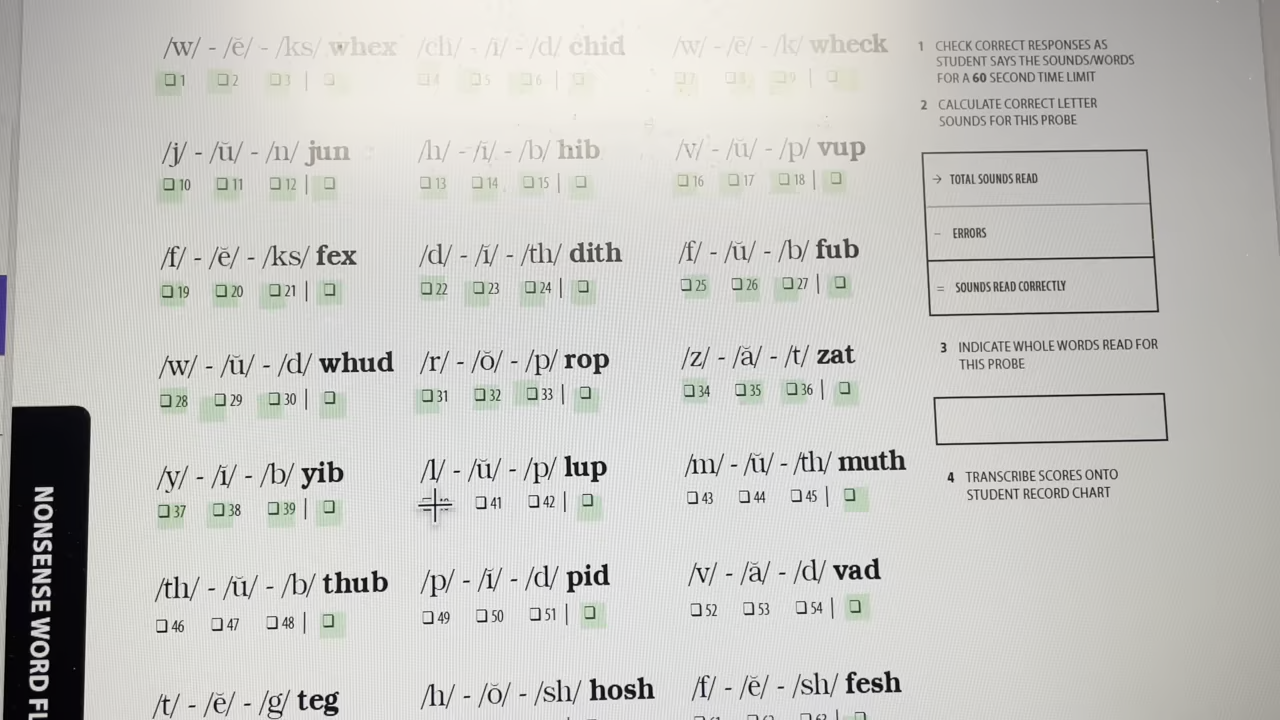 /w/ - /ĕ/ - /ks/ whex /ch/ - /ĭ/ - /d/ chid /w/ - /ĕ/ - /k/ wheck
❑ 1 ❑ 2 ❑ 3 | ❑ ❑ 4 ❑ 5 ❑ 6 | ❑ ❑ 7 ❑ 8 ❑ 9 | ❑
/j/ - /ŭ/ - /n/ jun /h/ - /ĭ/ - /b/ hib /v/ - /ŭ/ - /p/ vup
❑ 10 ❑ 11 ❑ 12 | ❑ ❑ 13 ❑ 14 ❑ 15 | ❑ ❑ 16 ❑ 17 ❑ 18 | ❑
/f/ - /ĕ/ - /ks/ fex /d/ - /ĭ/ - /th/ dith /f/ - /ŭ/ - /b/ fub
❑ 19 ❑ 20 ❑ 21 | ❑ ❑ 22 ❑ 23 ❑ 24 | ❑ ❑ 25 ❑ 26 ❑ 27 | ❑
/w/ - /ŭ/ - /d/ whud /r/ - /ŏ/ - /p/ rop /z/ - /ă/ - /t/ zat
❑ 28 ❑ 29 ❑ 30 | ❑ ❑ 31 ❑ 32 ❑ 33 | ❑ ❑ 34 ❑ 35 ❑ 36 | ❑
/y/ - /ĭ/ - /b/ yib /l/ - /ŭ/ - /p/ lup /m/ - /ŭ/ - /th/ muth
❑ 37 ❑ 38 ❑ 39 | ❑ ❑ 41 ❑ 42 | ❑ ❑ 43 ❑ 44 ❑ 45 | ❑
/th/ - /ŭ/ - /b/ thub /p/ - /ĭ/ - /d/ pid /v/ - /ă/ - /d/ vad
❑ 46 ❑ 47 ❑ 48 | ❑ ❑ 49 ❑ 50 ❑ 51 | ❑ ❑ 52 ❑ 53 ❑ 54 | ❑
/t/ - /ĕ/ - /g/ teg /h/ - /ŏ/ - /sh/ hosh /f/ - /ĕ/ - /sh/ fesh
1 CHECK CORRECT RESPONSES AS
STUDENT SAYS THE SOUNDS/WORDS
FOR A 60 SECOND TIME LIMIT
2 CALCULATE CORRECT LETTER
SOUNDS FOR THIS PROBE
→ TOTAL SOUNDS READ
– ERRORS
= SOUNDS READ CORRECTLY
3 INDICATE WHOLE WORDS READ FOR
THIS PROBE
4 TRANSCRIBE SCORES ONTO
STUDENT RECORD CHART
NONSENSE WORD